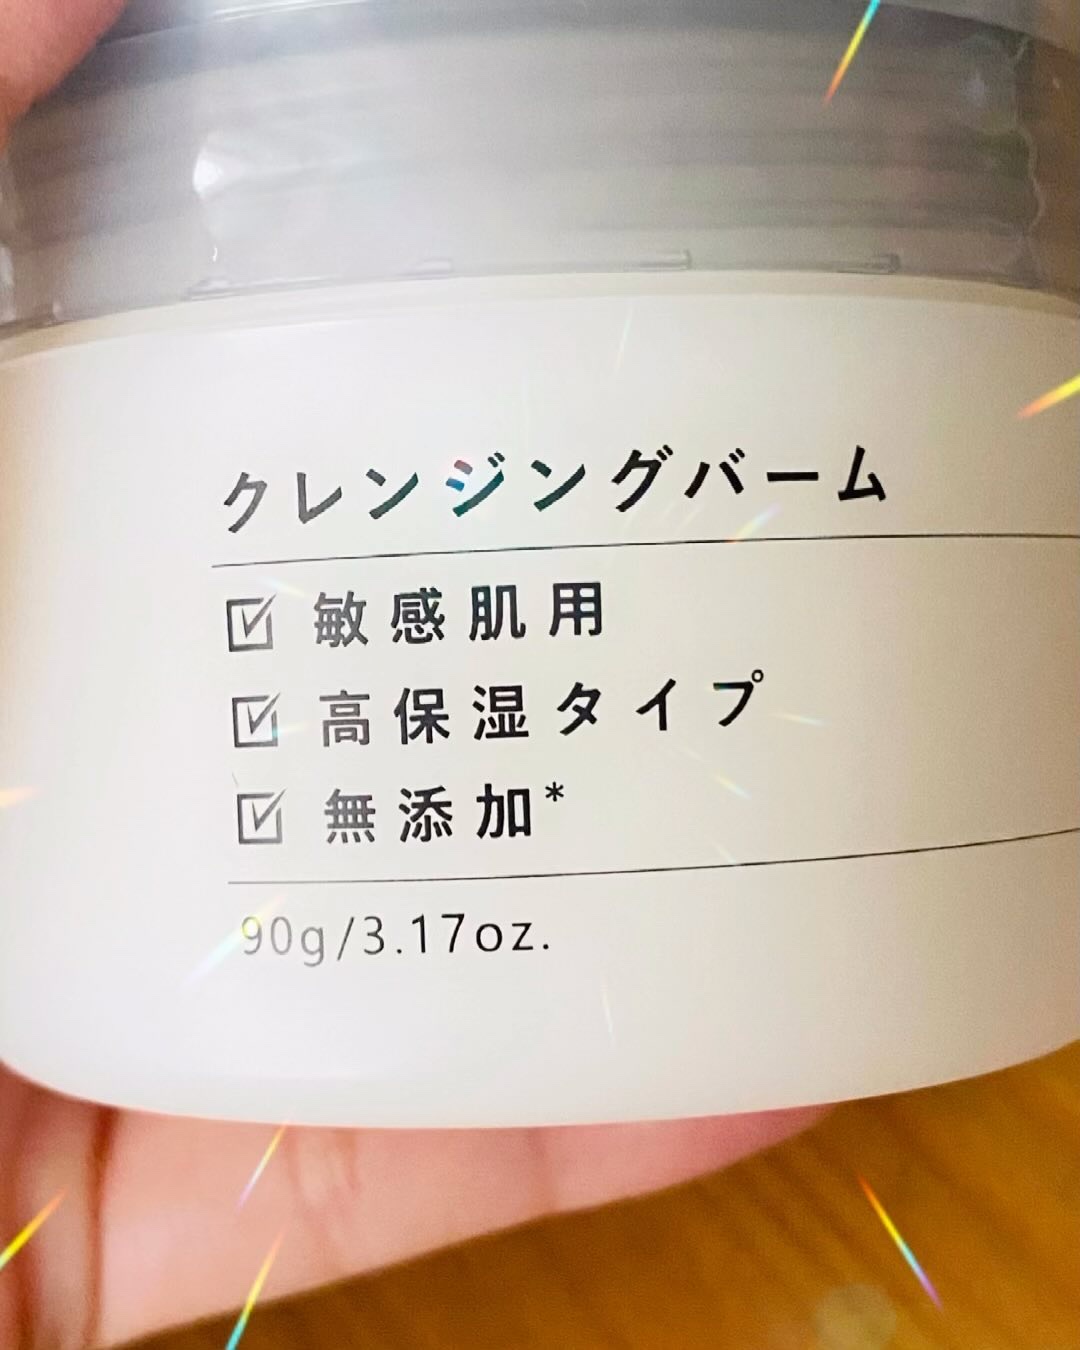 クレンジングバーム
☑ 敏感肌用
☑ 高保湿タイプ
☑ 無添加*
90g/3.17oz.